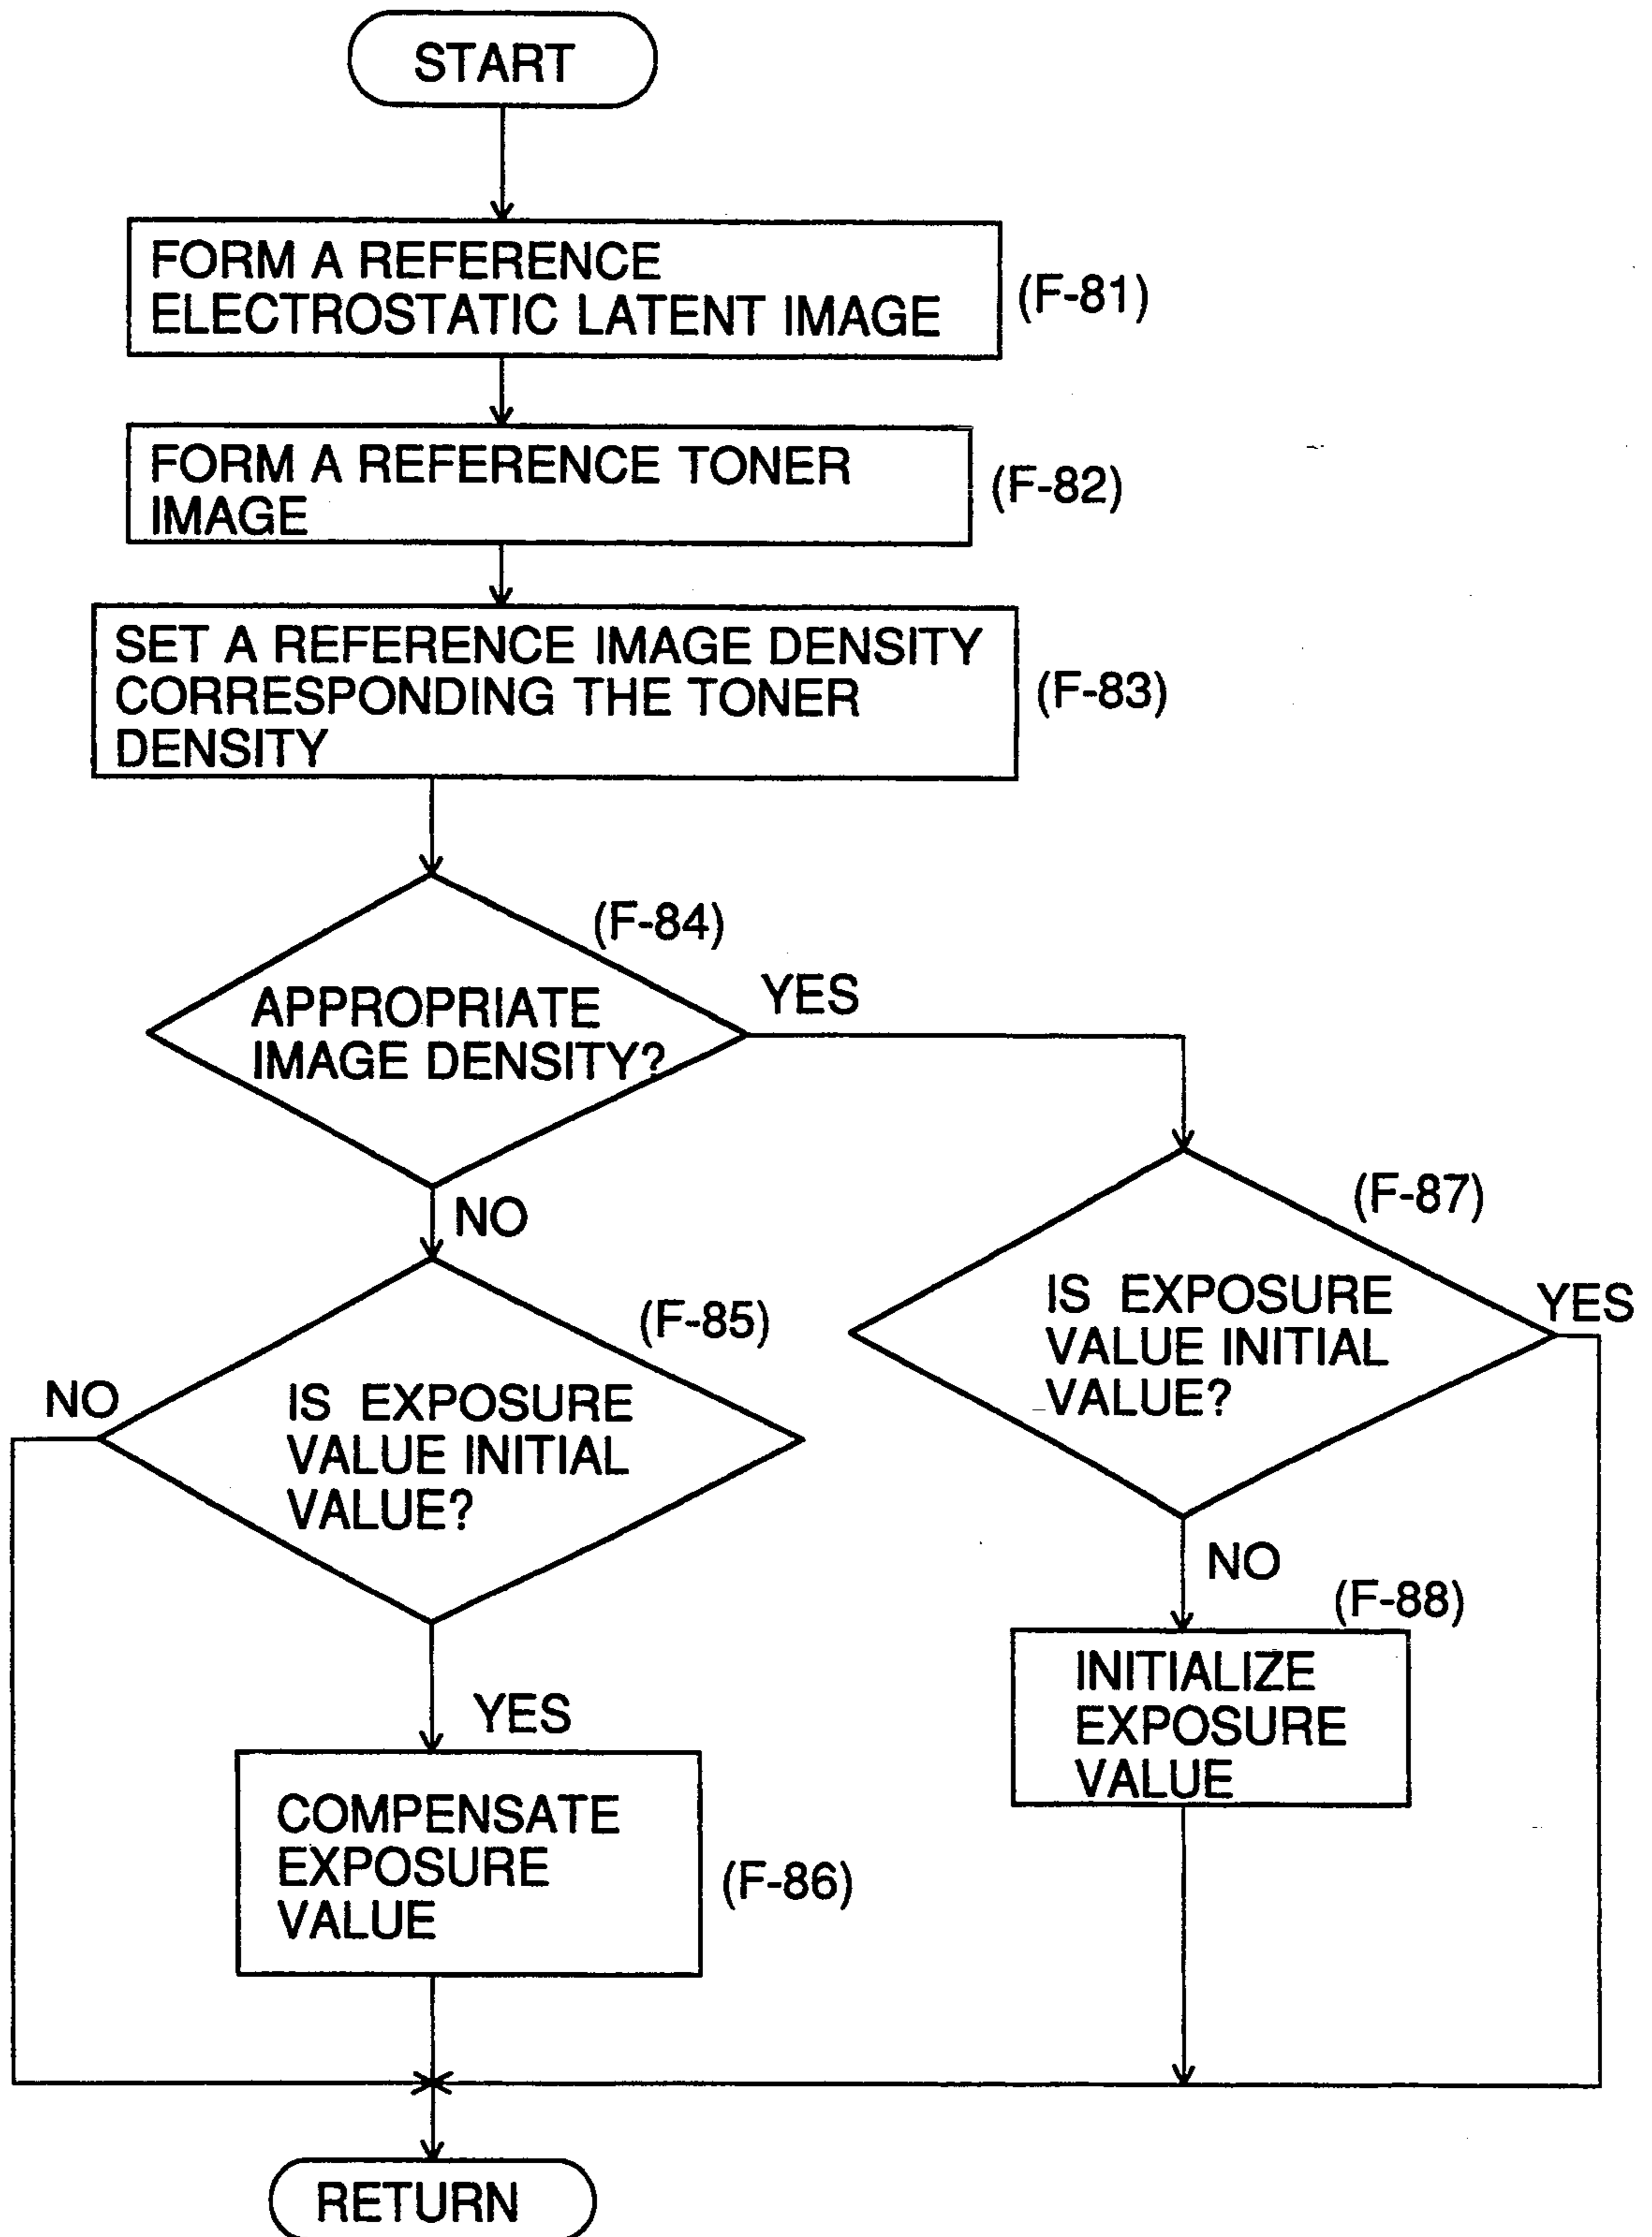 START
FORM A REFERENCE
ELECTROSTATIC LATENT IMAGE
(F-81)
FORM A REFERENCE TONER
IMAGE
(F-82)
SET A REFERENCE IMAGE DENSITY
CORRESPONDING THE TONER
DENSITY
(F-83)
(F-84)
APPROPRIATE
IMAGE DENSITY?
YES
NO
(F-85)
IS EXPOSURE
VALUE INITIAL
VALUE?
NO
YES
COMPENSATE
EXPOSURE
VALUE
(F-86)
(F-87)
IS EXPOSURE
VALUE INITIAL
VALUE?
YES
NO
(F-88)
INITIALIZE
EXPOSURE
VALUE
RETURN